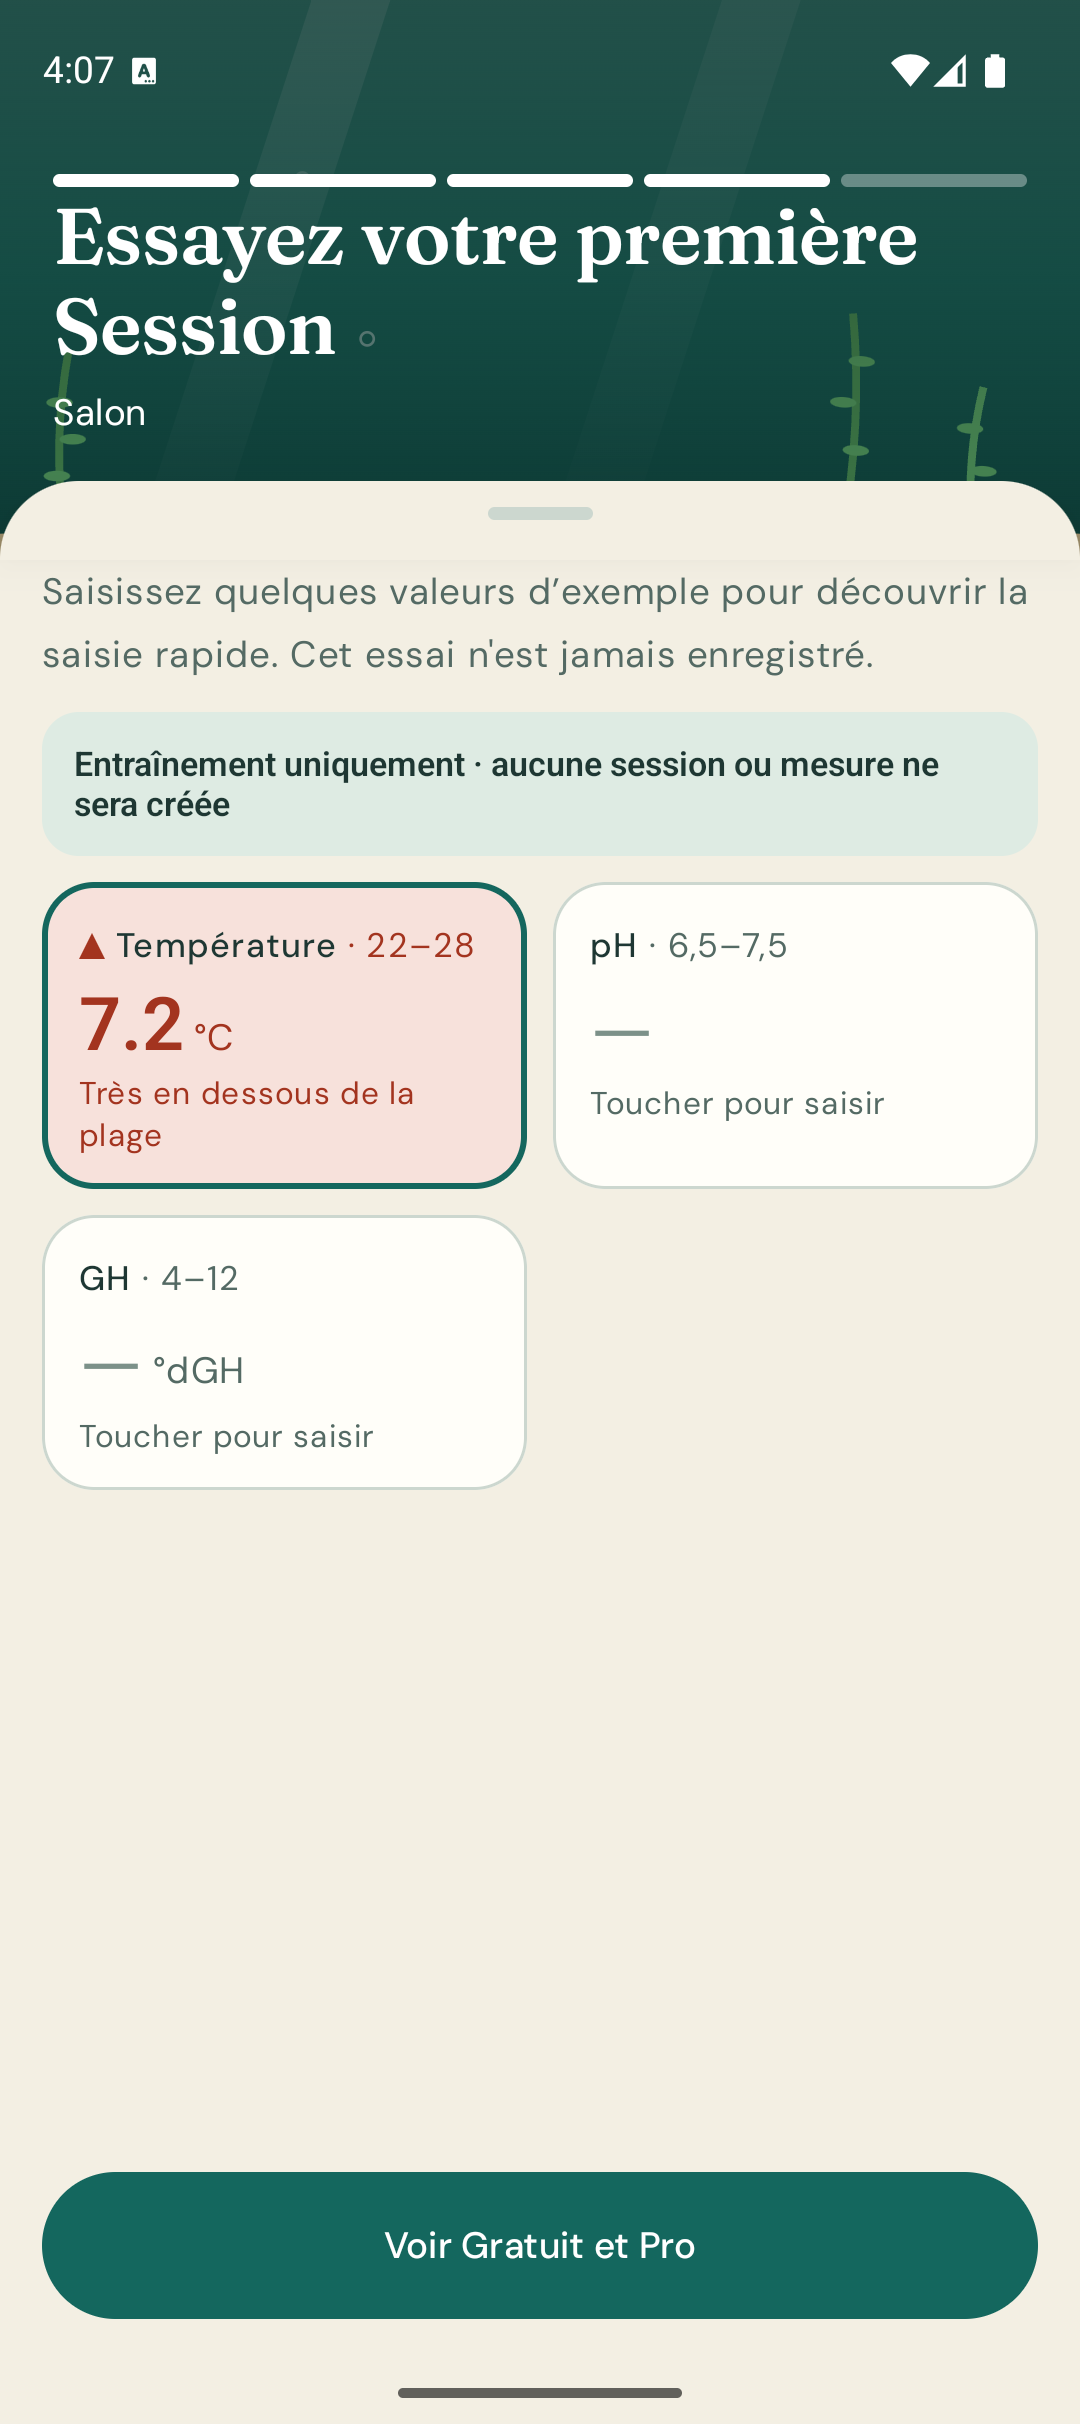 4:07
Essayez votre première
Session
Salon
Saisissez quelques valeurs d’exemple pour découvrir la
saisie rapide. Cet essai n'est jamais enregistré.
Entraînement uniquement · aucune session ou mesure ne
sera créée
Température · 22–28
7.2 °C
Très en dessous de la
plage
pH · 6,5–7,5
—
Toucher pour saisir
GH · 4–12
— °dGH
Toucher pour saisir
Voir Gratuit et Pro